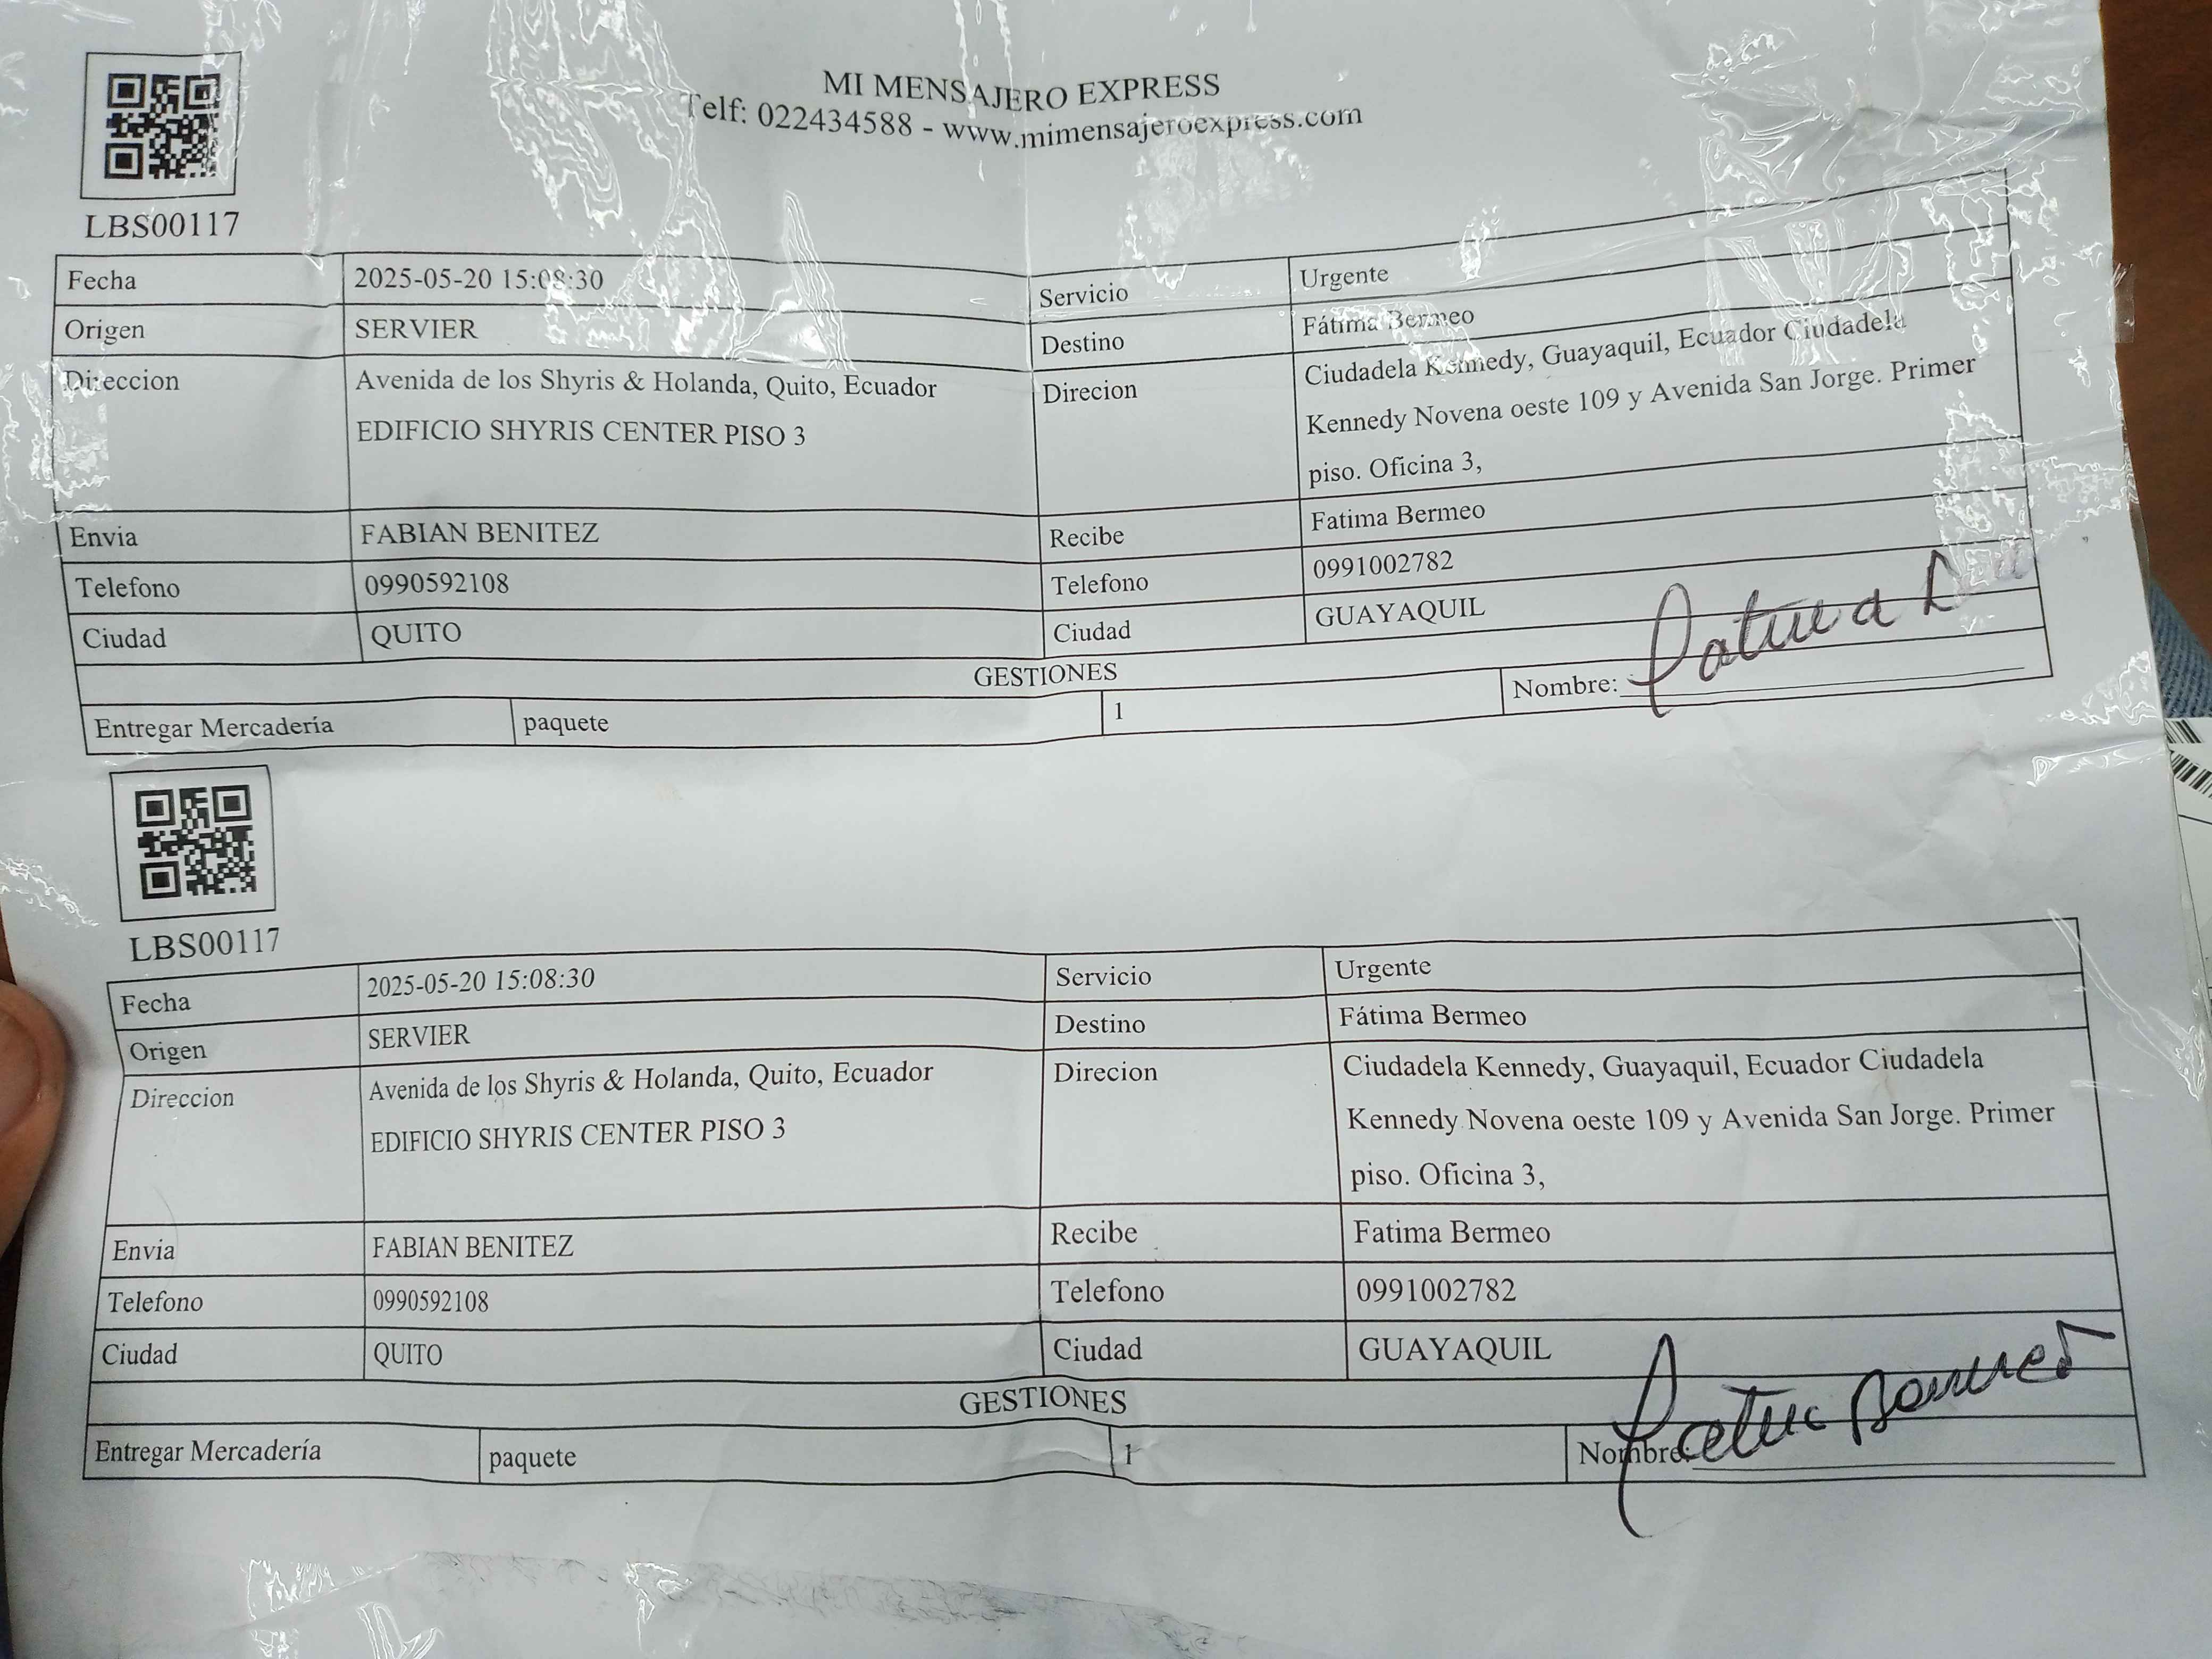 MI MENSAJERO EXPRESS
Telf: 022434588 - www.mimensajeroexpress.com
LBS00117
Fecha 2025-05-20 15:08:30 Servicio Urgente
Origen SERVIER Destino Fátima Bermeo
Direccion Avenida de los Shyris & Holanda, Quito, Ecuador Direcion Ciudadela Kennedy, Guayaquil, Ecuador Ciudadela
EDIFICIO SHYRIS CENTER PISO 3 Kennedy Novena oeste 109 y Avenida San Jorge. Primer
piso. Oficina 3,
Envia FABIAN BENITEZ Recibe Fatima Bermeo
Telefono 0990592108 Telefono 0991002782
Ciudad QUITO Ciudad GUAYAQUIL
GESTIONES
Entregar Mercadería paquete 1 Nombre:
LBS00117
Fecha 2025-05-20 15:08:30 Servicio Urgente
Origen SERVIER Destino Fátima Bermeo
Direccion Avenida de los Shyris & Holanda, Quito, Ecuador Direcion Ciudadela Kennedy, Guayaquil, Ecuador Ciudadela
EDIFICIO SHYRIS CENTER PISO 3 Kennedy Novena oeste 109 y Avenida San Jorge. Primer
piso. Oficina 3,
Envia FABIAN BENITEZ Recibe Fatima Bermeo
Telefono 0990592108 Telefono 0991002782
Ciudad QUITO Ciudad GUAYAQUIL
GESTIONES
Entregar Mercadería paquete 1 Nombre: